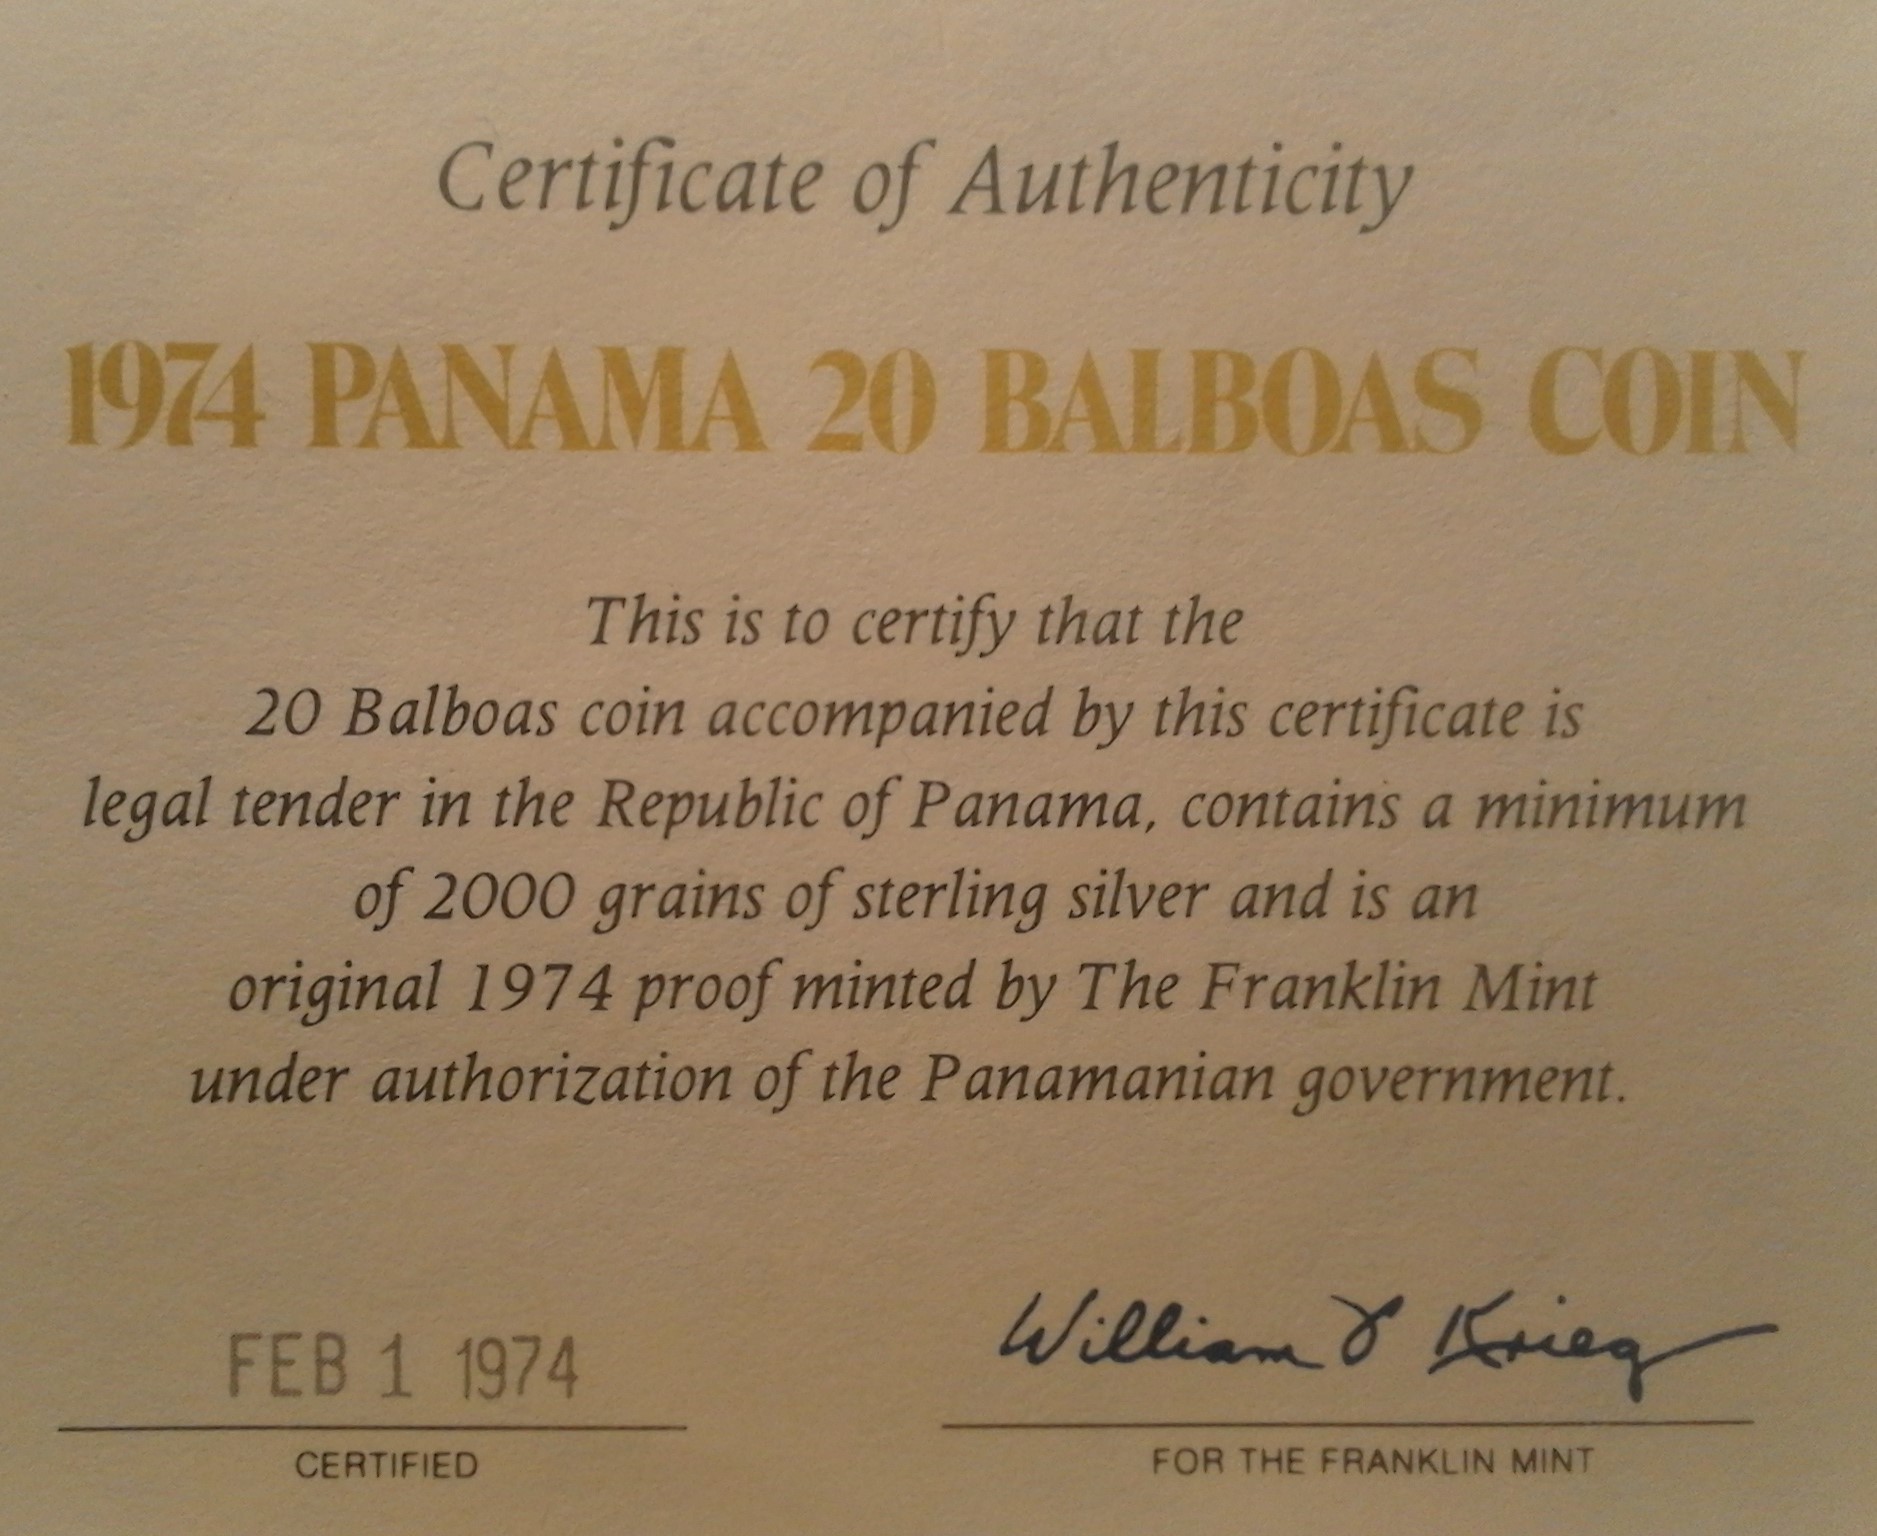 Certificate of Authenticity
1974 PANAMA 20 BALBOAS COIN
This is to certify that the
20 Balboas coin accompanied by this certificate is
legal tender in the Republic of Panama, contains a minimum
of 2000 grains of sterling silver and is an
original 1974 proof minted by The Franklin Mint
under authorization of the Panamanian government.
FEB 1 1974
William Krieg
CERTIFIED
FOR THE FRANKLIN MINT